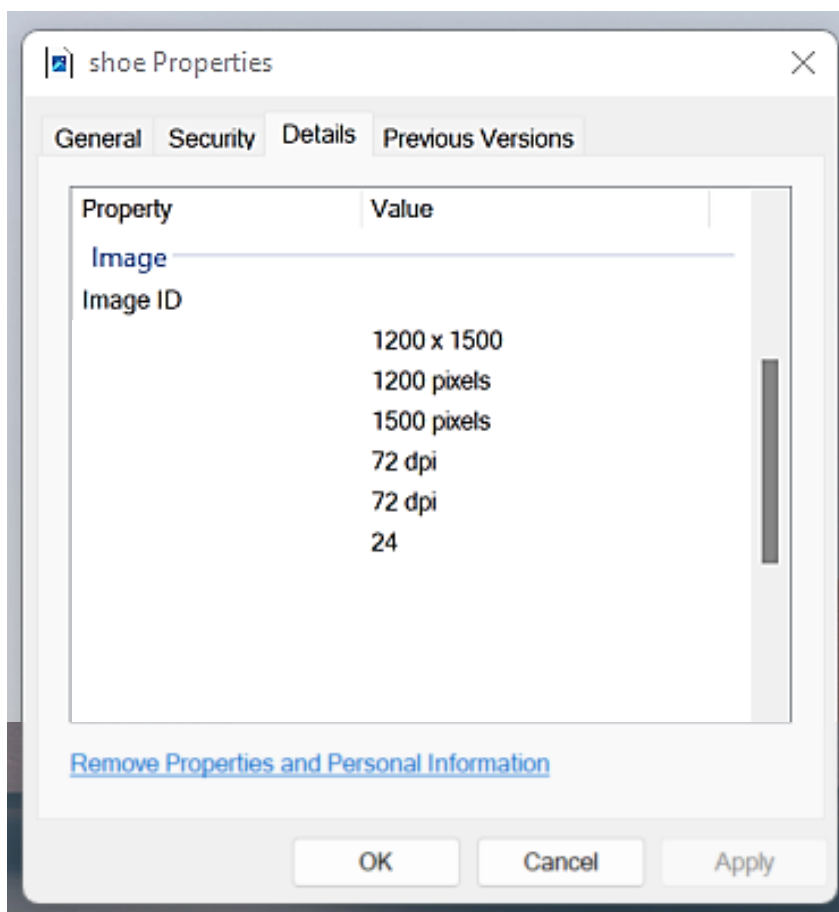 shoe Properties
General Security Details Previous Versions
Property Value
Image
Image ID
1200 x 1500
1200 pixels
1500 pixels
72 dpi
72 dpi
24
Remove Properties and Personal Information
OK Cancel Apply